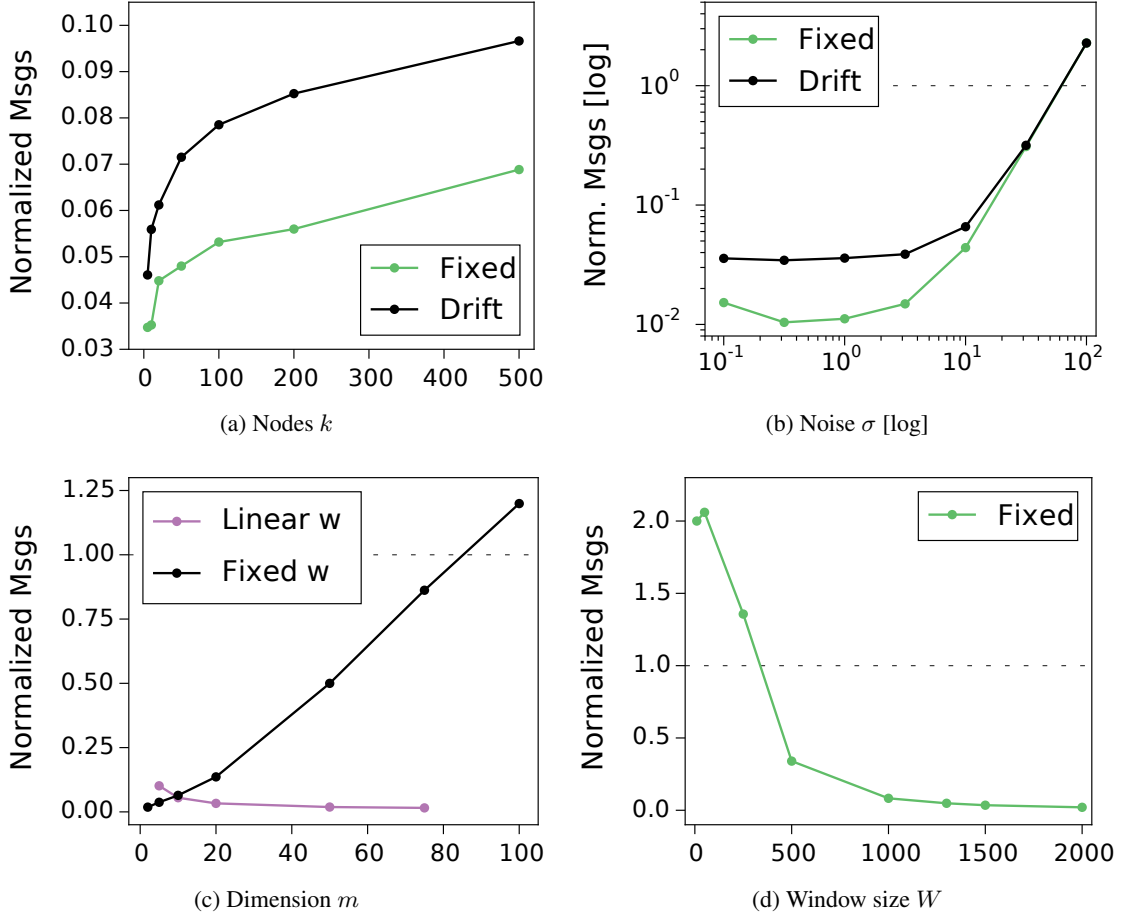 Normalized Msgs
0.10
0.09
0.08
0.07
0.06
0.05
0.04
0.03
Fixed
Drift
0 100 200 300 400 500
(a) Nodes k
Norm. Msgs [log]
10^0
10^-1
10^-2
Fixed
Drift
10^-1 10^0 10^1 10^2
(b) Noise σ [log]
Normalized Msgs
1.25
1.00
0.75
0.50
0.25
0.00
Linear w
Fixed w
0 20 40 60 80 100
(c) Dimension m
Normalized Msgs
2.0
1.5
1.0
0.5
0.0
Fixed
0 500 1000 1500 2000
(d) Window size W